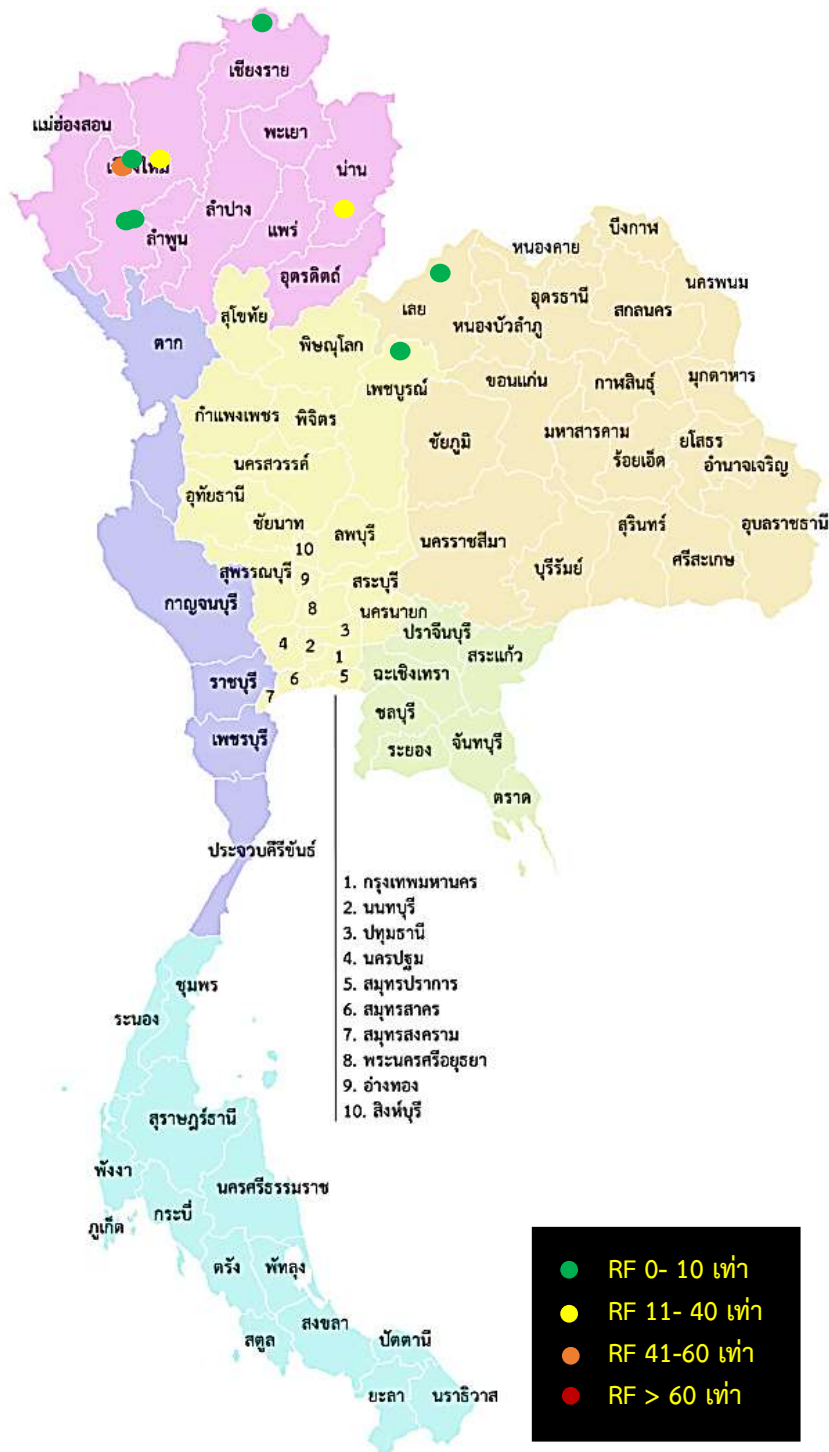 เชียงราย
แม่ฮ่องสอน
พะเยา
เชียงใหม่
น่าน
ลำปาง
แพร่
ลำพูน
อุตรดิตถ์
บึงกาฬ
หนองคาย
นครพนม
เลย
อุดรธานี
สกลนคร
สุโขทัย
หนองบัวลำภู
ตาก
พิษณุโลก
เพชบูรณ์
ขอนแก่น
กาฬสินธุ์
มุกดาหาร
กำแพงเพชร
พิจิตร
ชัยภูมิ
มหาสารคาม
ยโสธร
ร้อยเอ็ด
อำนาจเจริญ
นครสวรรค์
อุทัยธานี
ชัยนาท
ลพบุรี
นครราชสีมา
สุรินทร์
อุบลราชธานี
10
สุพรรณบุรี
9
สระบุรี
บุรีรัมย์
ศรีสะเกษ
กาญจนบุรี
8
นครนายก
3
ปราจีนบุรี
4
2
1
สระแก้ว
ราชบุรี
6
5
ฉะเชิงเทรา
7
ชลบุรี
เพชรบุรี
ระยอง
จันทบุรี
ตราด
ประจวบคีรีขันธ์
1. กรุงเทพมหานคร
2. นนทบุรี
3. ปทุมธานี
4. นครปฐม
5. สมุทรปราการ
6. สมุทรสาคร
7. สมุทรสงคราม
8. พระนครศรีอยุธยา
9. อ่างทอง
10. สิงห์บุรี
ชุมพร
ระนอง
สุราษฎร์ธานี
พังงา
นครศรีธรรมราช
กระบี่
ภูเก็ต
ตรัง
พัทลุง
สงขลา
สตูล
ปัตตานี
ยะลา
นราธิวาส
RF 0- 10 เท่า
RF 11- 40 เท่า
RF 41-60 เท่า
RF > 60 เท่า